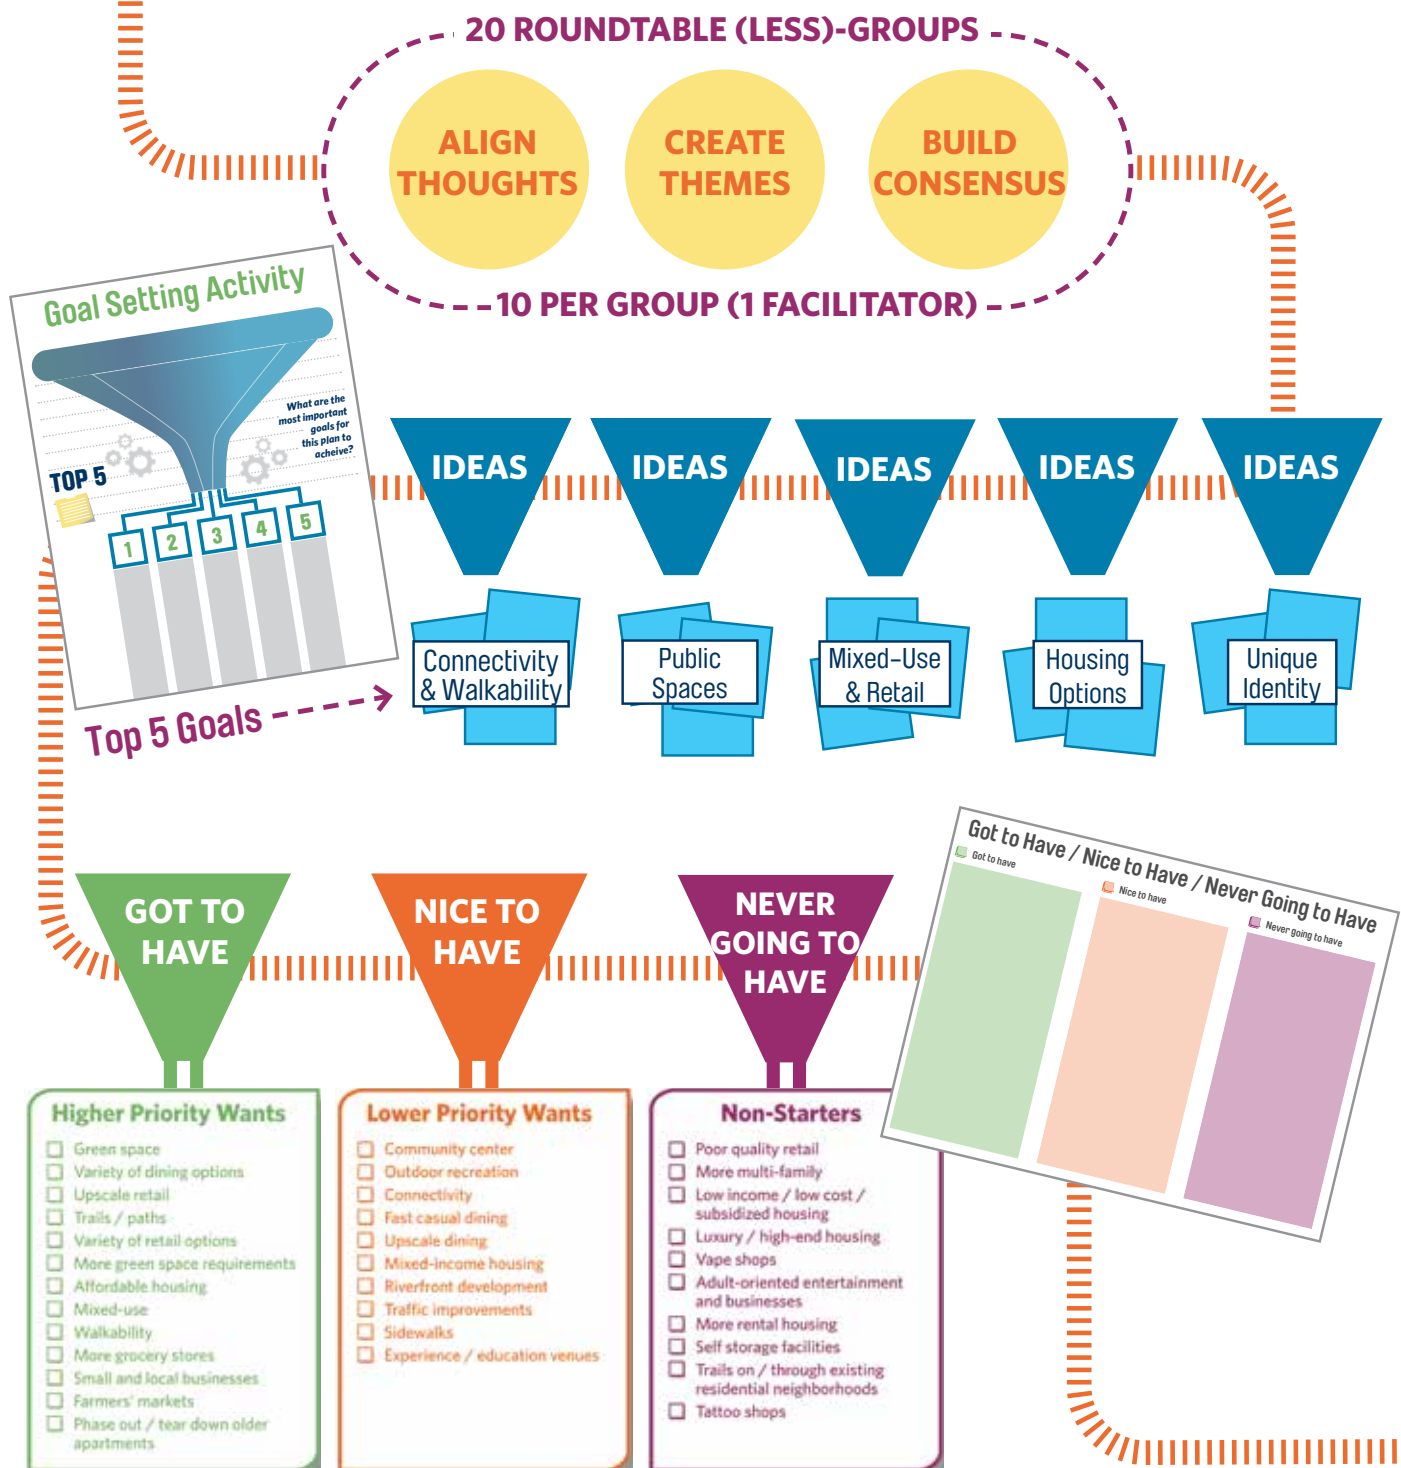 20 ROUNDTABLE (LESS)-GROUPS
ALIGN
THOUGHTS
CREATE
THEMES
BUILD
CONSENSUS
10 PER GROUP (1 FACILITATOR)
Goal Setting Activity
What are the
most important
goals for
this plan to
acheive?
TOP 5
1
2
3
4
5
IDEAS
IDEAS
IDEAS
IDEAS
IDEAS
Connectivity
& Walkability
Public
Spaces
Mixed-Use
& Retail
Housing
Options
Unique
Identity
Top 5 Goals
Got to Have / Nice to Have / Never Going to Have
Got to have
Nice to have
Never going to have
GOT TO
HAVE
NICE TO
HAVE
NEVER
GOING TO
HAVE
Higher Priority Wants
Green space
Variety of dining options
Upscale retail
Trails / paths
Variety of retail options
More green space requirements
Affordable housing
Mixed-use
Walkability
More grocery stores
Small and local businesses
Farmers' markets
Phase out / tear down older
apartments
Lower Priority Wants
Community center
Outdoor recreation
Connectivity
Fast casual dining
Upscale dining
Mixed-income housing
Riverfront development
Traffic improvements
Sidewalks
Experience / education venues
Non-Starters
Poor quality retail
More multi-family
Low income / low cost /
subsidized housing
Luxury / high-end housing
Vape shops
Adult-oriented entertainment
and businesses
More rental housing
Self storage facilities
Trails on / through existing
residential neighborhoods
Tattoo shops